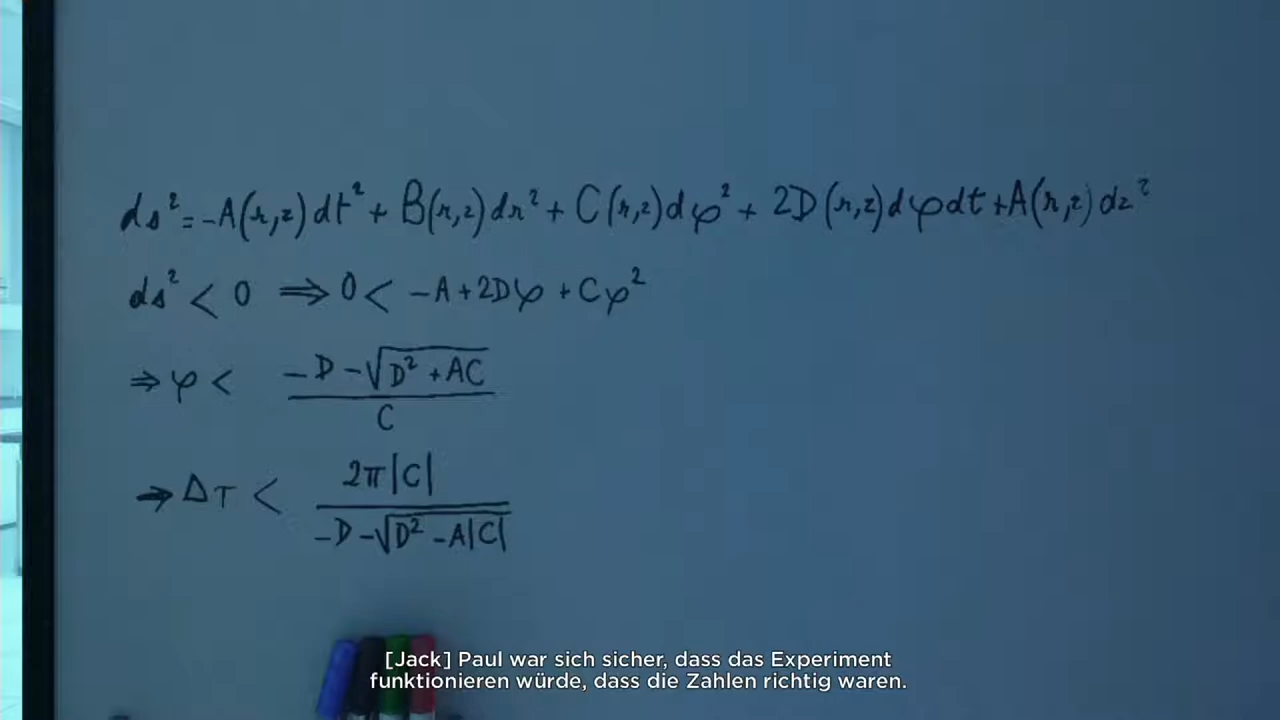 ds² = -A(r,z)dt² + B(r,z)dr² + C(r,z)dφ² + 2D(r,z)dφdt + A(r,z)dz²
ds² < 0 ⇒ 0 < -A + 2Dφ + Cφ²
⇒ φ < (-D - √(D² + AC)) / C
⇒ ΔT < 2π|C| / (-D - √(D² - A|C|))
[Jack] Paul war sich sicher, dass das Experiment
funktionieren würde, dass die Zahlen richtig waren.